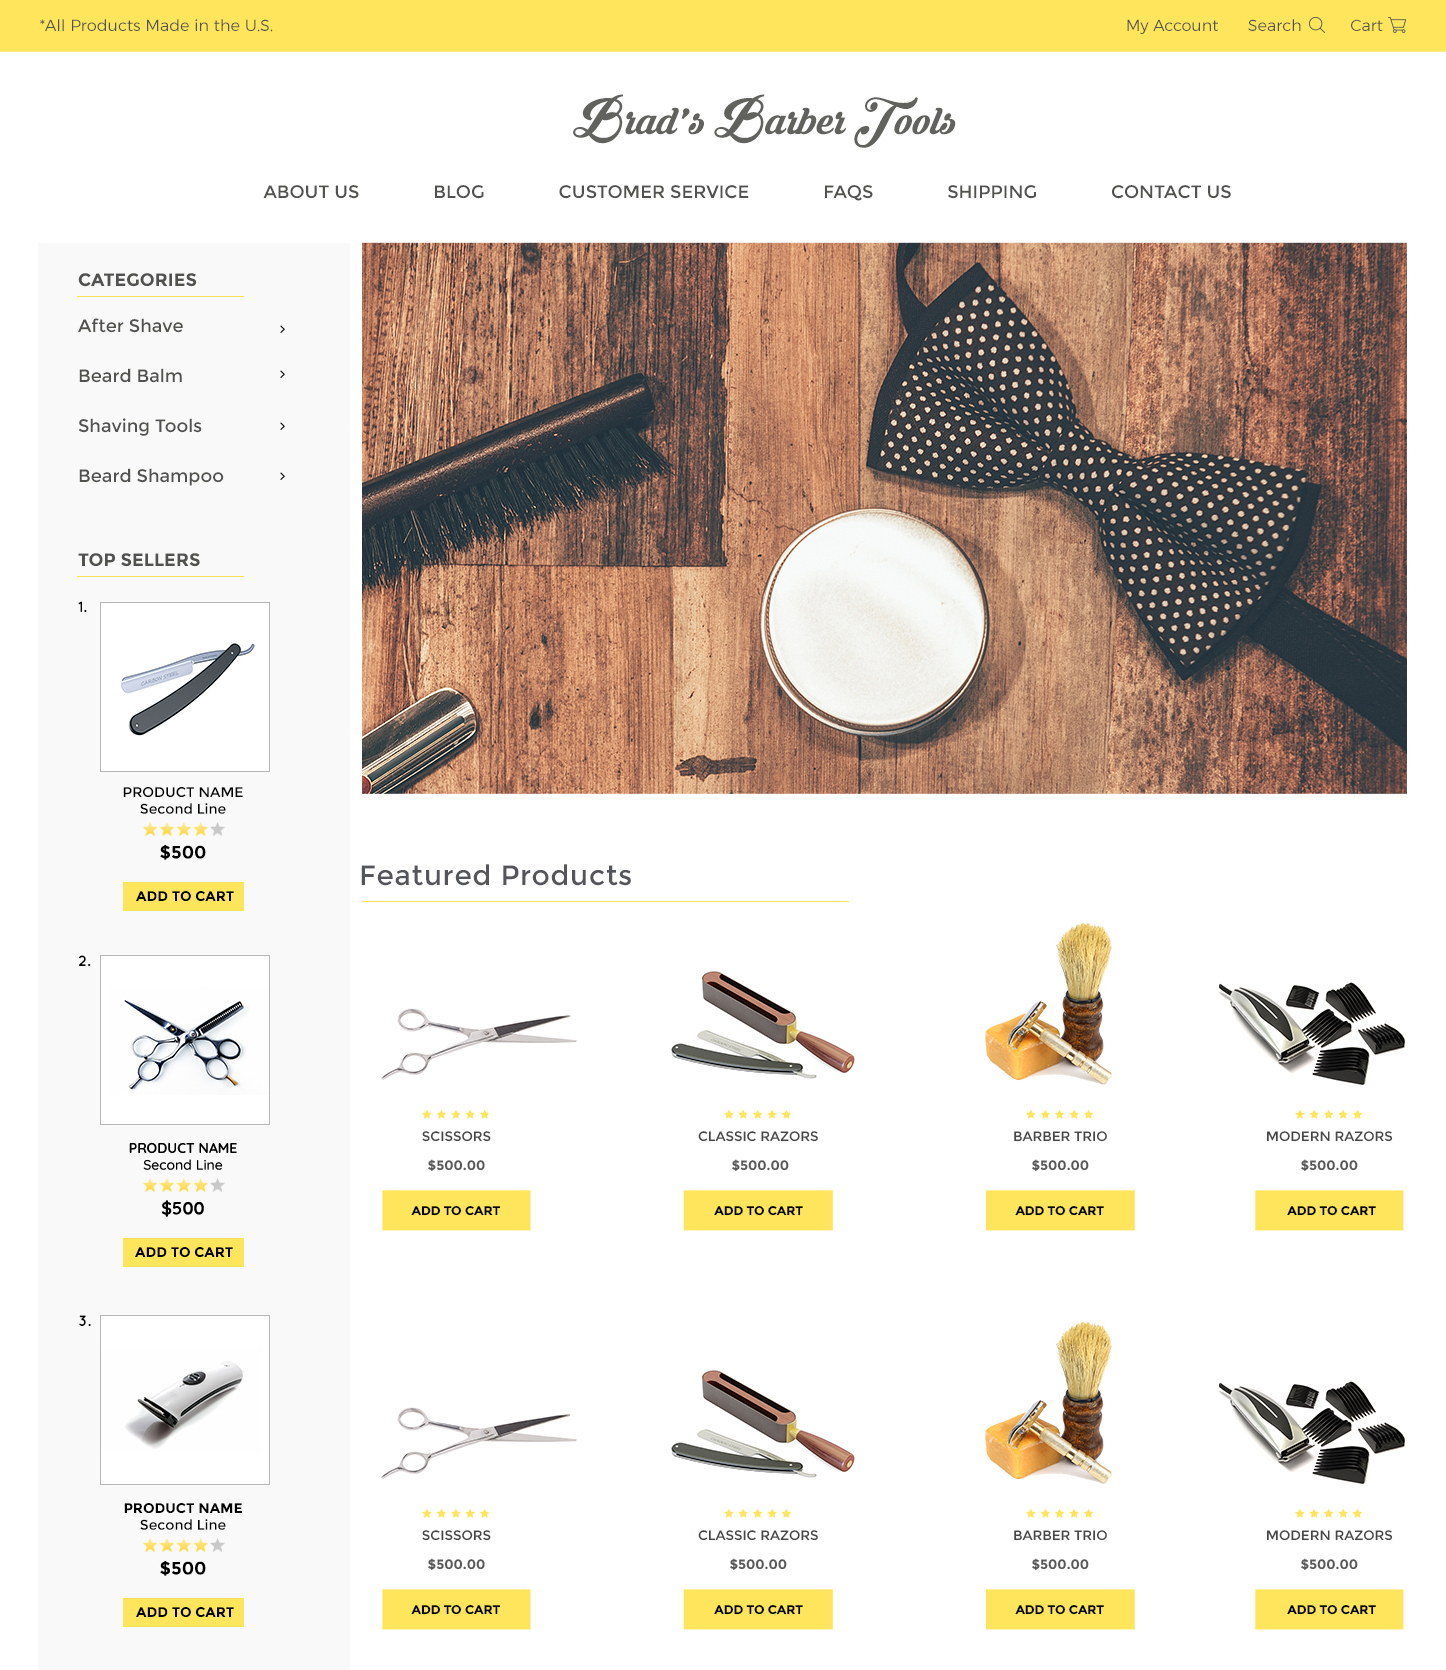 *All Products Made in the U.S.
My Account
Search
Cart
Brad's Barber Tools
ABOUT US
BLOG
CUSTOMER SERVICE
FAQS
SHIPPING
CONTACT US
CATEGORIES
After Shave
Beard Balm
Shaving Tools
Beard Shampoo
TOP SELLERS
1.
CARBON STEEL
PRODUCT NAME
Second Line
$500
ADD TO CART
2.
PRODUCT NAME
Second Line
$500
ADD TO CART
3.
PRODUCT NAME
Second Line
$500
ADD TO CART
Featured Products
SCISSORS
$500.00
ADD TO CART
CLASSIC RAZORS
$500.00
ADD TO CART
BARBER TRIO
$500.00
ADD TO CART
MODERN RAZORS
$500.00
ADD TO CART
SCISSORS
$500.00
ADD TO CART
CLASSIC RAZORS
$500.00
ADD TO CART
BARBER TRIO
$500.00
ADD TO CART
MODERN RAZORS
$500.00
ADD TO CART